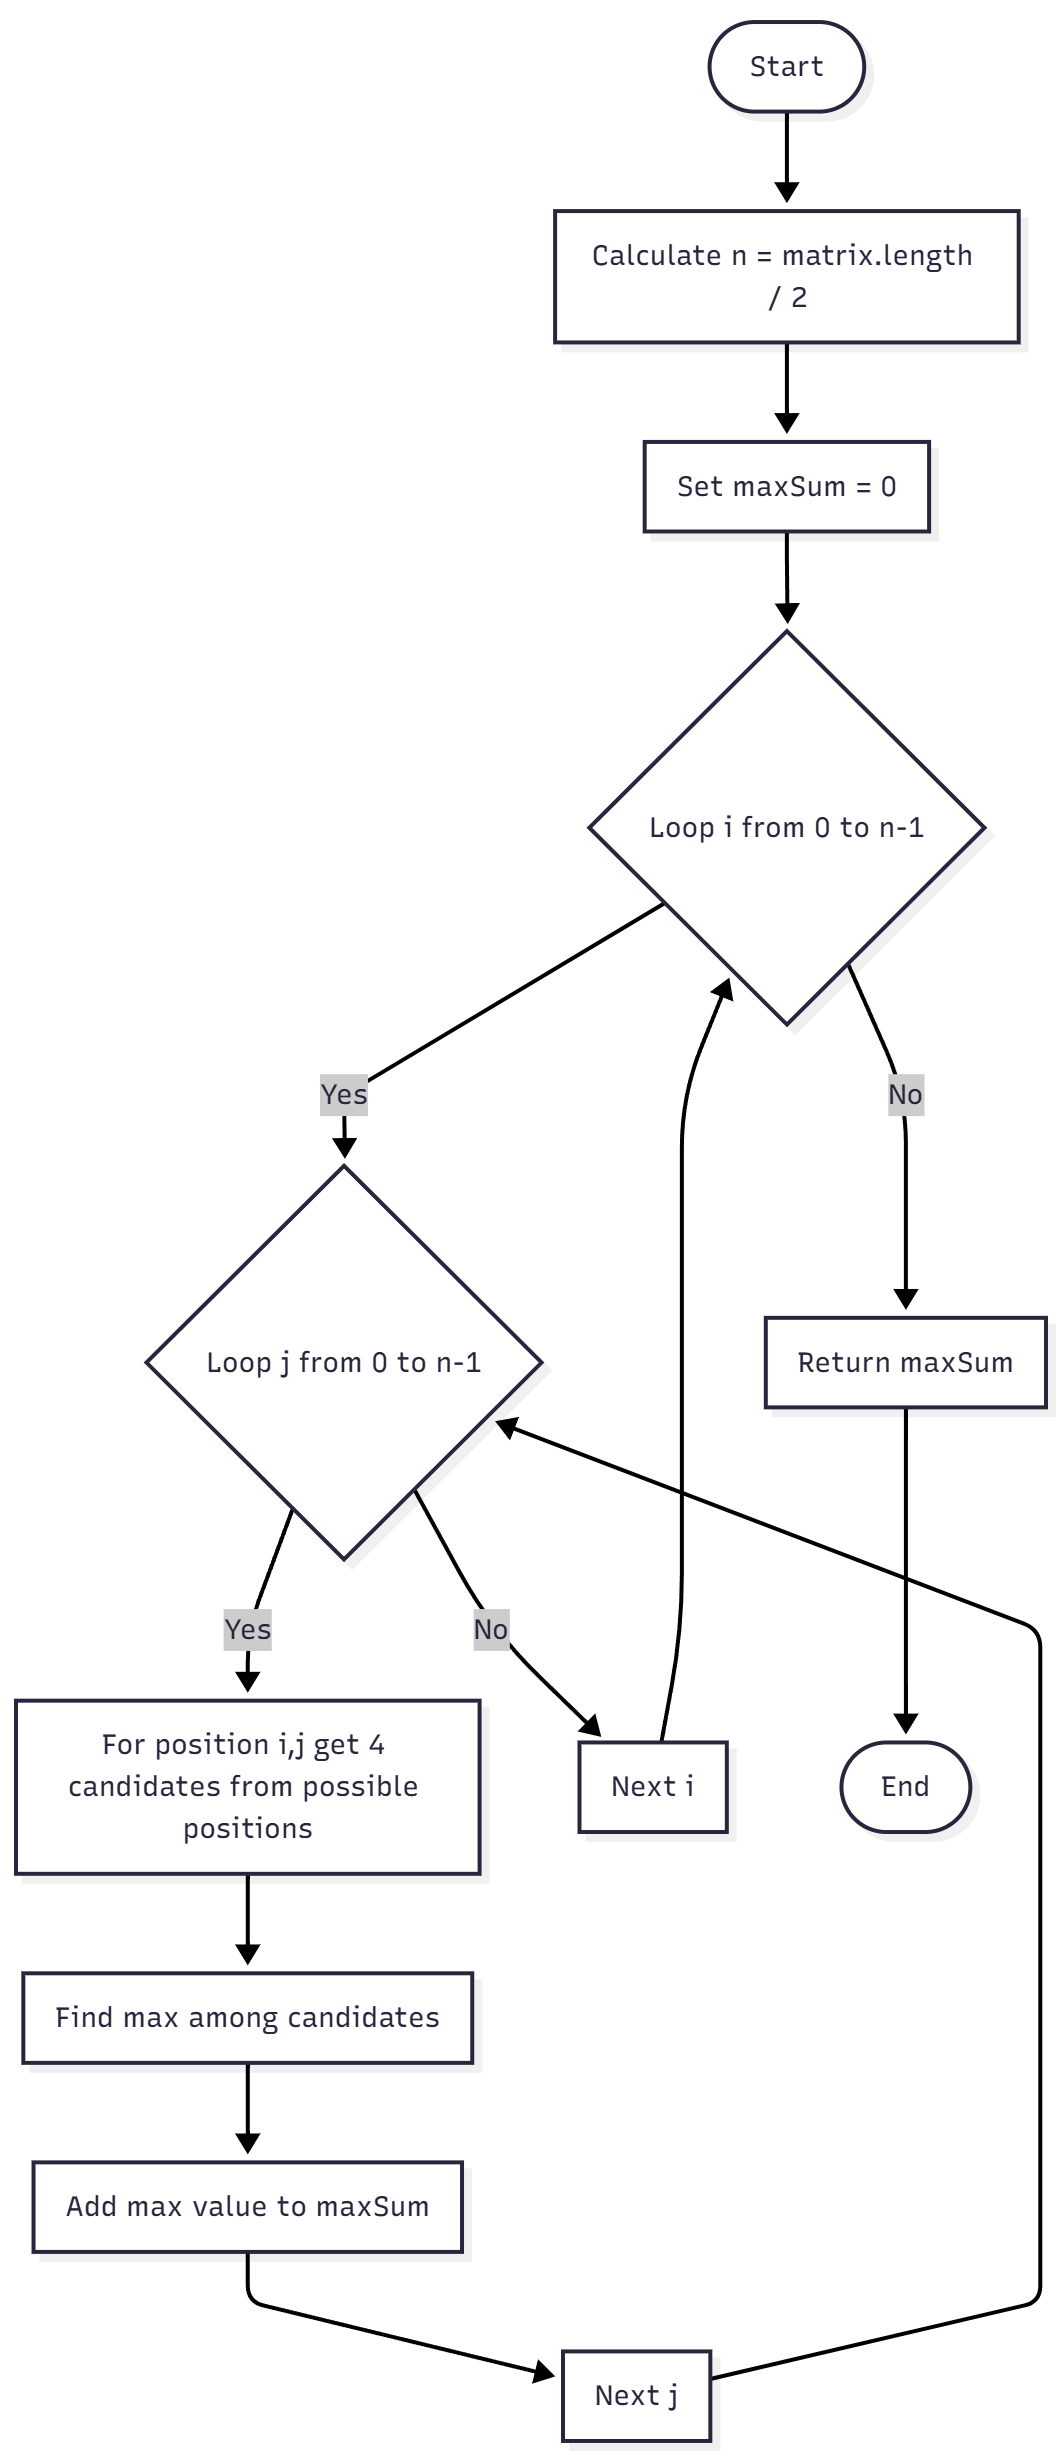 Start
Calculate n = matrix.length
/ 2
Set maxSum = 0
Loop i from 0 to n-1
Yes
No
Loop j from 0 to n-1
Return maxSum
Yes
No
For position i,j get 4
candidates from possible
positions
Next i
End
Find max among candidates
Add max value to maxSum
Next j